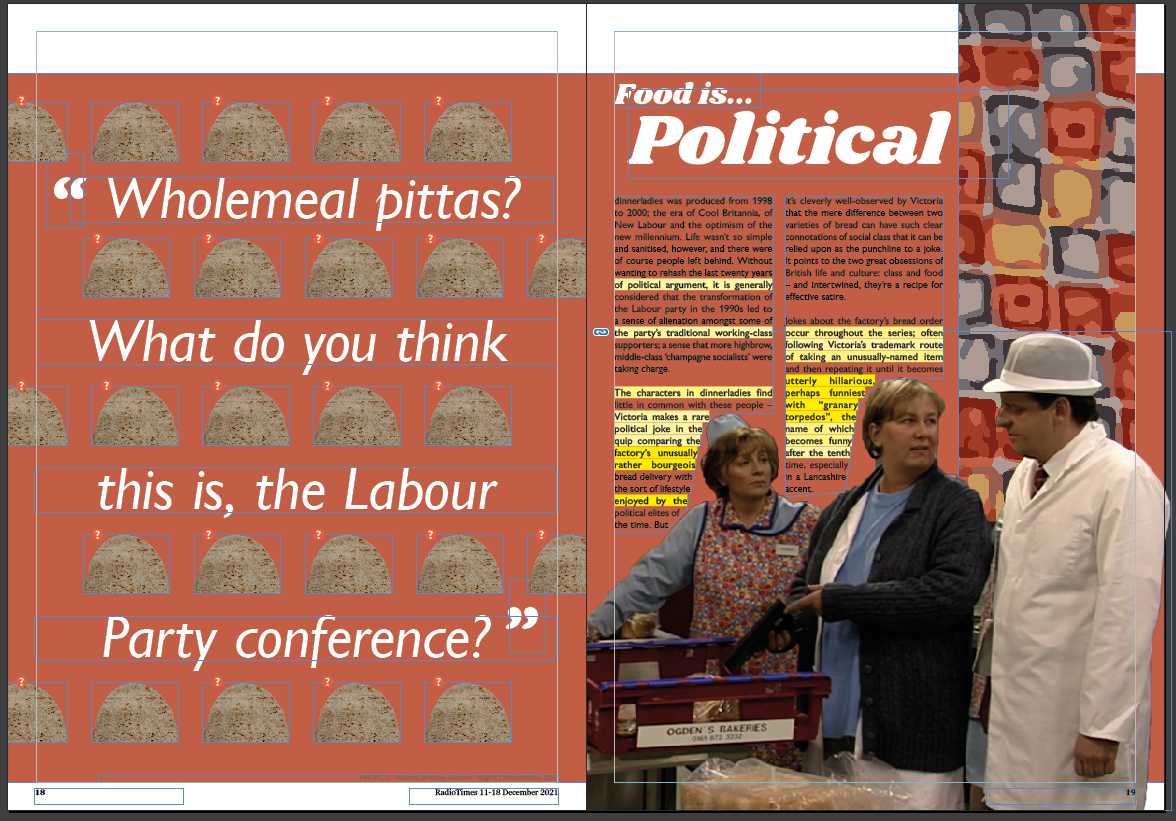 “ Wholemeal pittas?
What do you think
this is, the Labour
Party conference? ”
18
RadioTimes 11-18 December 2021
Food is...
Political
dinnerladies was produced from 1998
to 2000; the era of Cool Britannia, of
New Labour and the optimism of the
new millennium. Life wasn't so simple
and sanitised, however, and there were
of course people left behind. Without
wanting to rehash the last twenty years
of political argument, it is generally
considered that the transformation of
the Labour party in the 1990s led to
a sense of alienation amongst some of
the party's traditional working-class
supporters; a sense that more highbrow,
middle-class 'champagne socialists' were
taking charge.
The characters in dinnerladies find
little in common with these people –
Victoria makes a rare
political joke in the
quip comparing the
factory's unusually
rather bourgeois
bread delivery with
the sort of lifestyle
enjoyed by the
political elites of
the time. But
it's cleverly well-observed by Victoria
that the mere difference between two
varieties of bread can have such clear
connotations of social class that it can be
relied upon as the punchline to a joke.
It points to the two great obsessions of
British life and culture: class and food
– and intertwined, they're a recipe for
effective satire.
Jokes about the factory's bread order
occur throughout the series; often
following Victoria's trademark route
of taking an unusually-named item
and then repeating it until it becomes
utterly hillarious,
perhaps funniest
with "granary
torpedos", the
name of which
becomes funny
after the tenth
time, especially
in a Lancashire
accent.
OGDEN'S BAKERIES
0161 872 3232
19